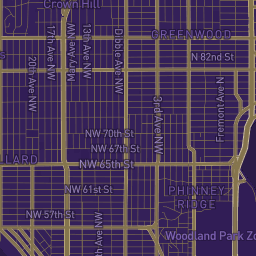 Crown Hill
17th Ave NW
13th Ave NW
GREENWOOD
N 82nd St
20th Ave NW
3rd Ave NW
Fremont Ave N
NW 70th St
NW 67th St
LARD
NW 65th St
NW 61st St
PHINNEY
RIDGE
NW 57th St
th Ave NW
Woodland Park Zo